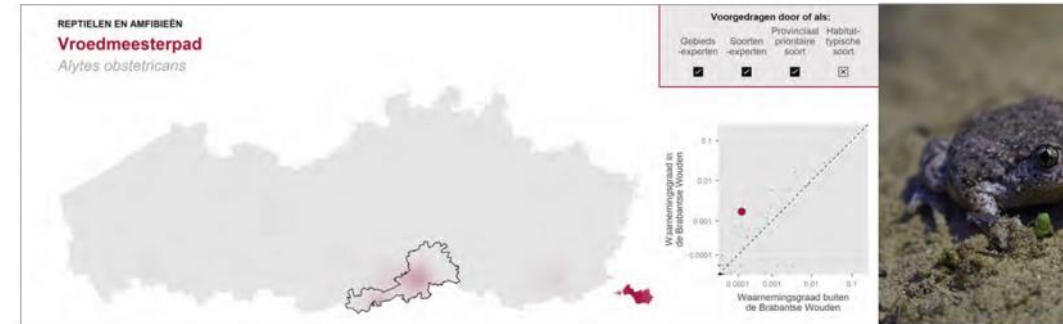 REPTIELEN EN AMFIBIEËN
Vroedmeesterpad
Alytes obstetricans
Voorgedragen door of als:
Gebieds
-experten
Soorten
-experten
Provinciaal
prioritaire
soort
Habitat-
typische
soort
Waarnemingsgraad in
de Brabantse Wouden
0.1
0.01
0.001
0.0001
0.0001 0.001 0.01 0.1
Waarnemingsgraad buiten
de Brabantse Wouden